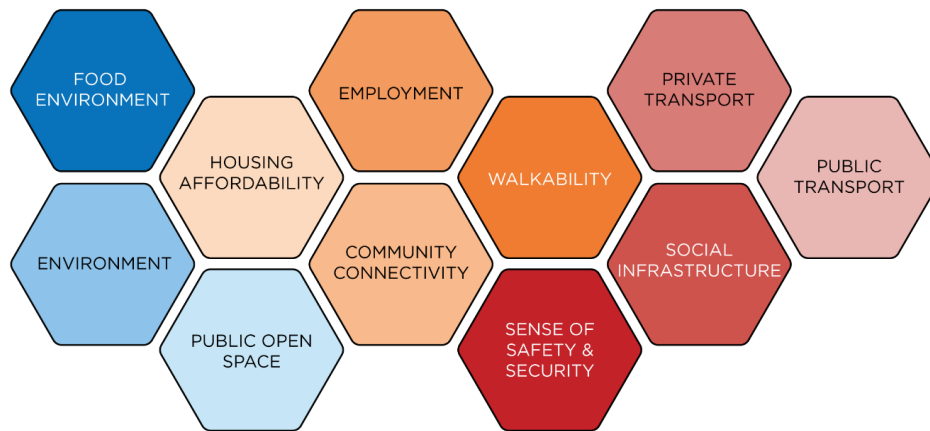 FOOD
ENVIRONMENT
EMPLOYMENT
PRIVATE
TRANSPORT
HOUSING
AFFORDABILITY
WALKABILITY
PUBLIC
TRANSPORT
ENVIRONMENT
COMMUNITY
CONNECTIVITY
SOCIAL
INFRASTRUCTURE
PUBLIC OPEN
SPACE
SENSE OF
SAFETY &
SECURITY